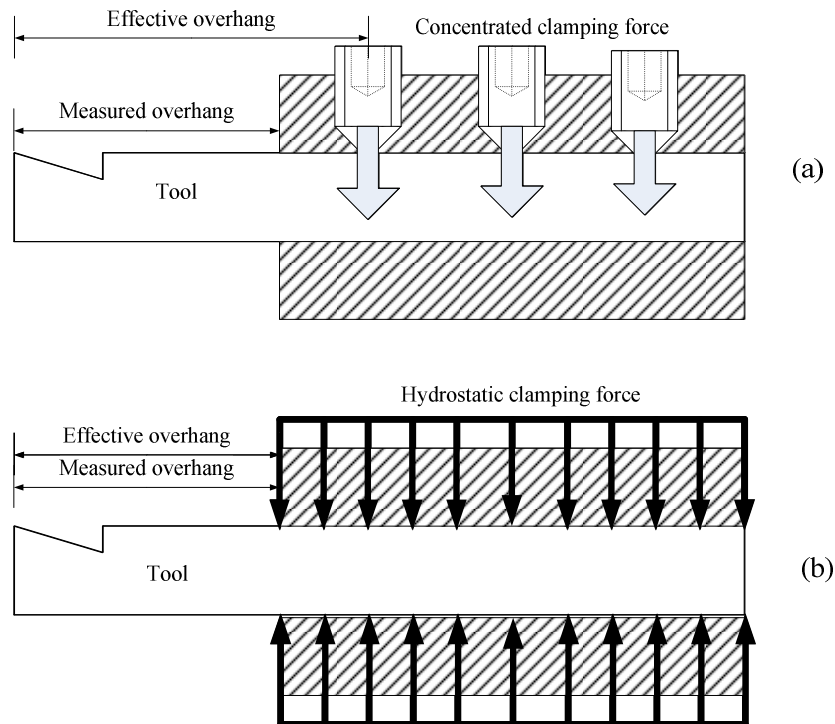 Effective overhang
Concentrated clamping force
Measured overhang
Tool
(a)
Hydrostatic clamping force
Effective overhang
Measured overhang
Tool
(b)